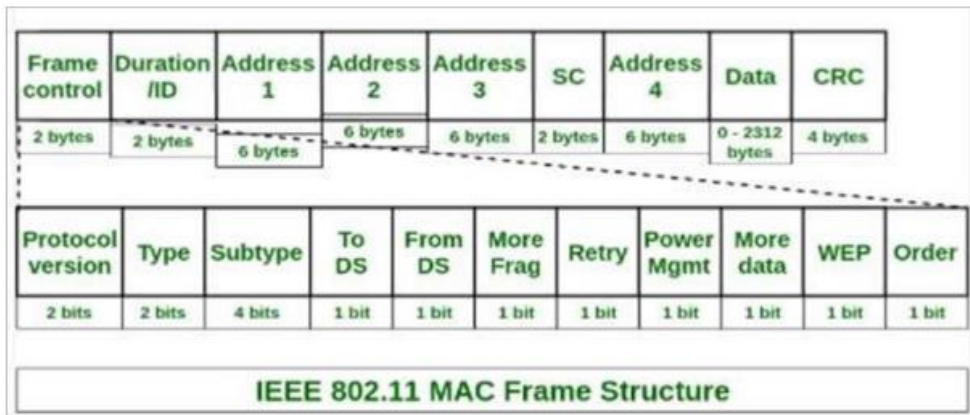 Frame control
Duration /ID
Address 1
Address 2
Address 3
SC
Address 4
Data
CRC
2 bytes
2 bytes
6 bytes
6 bytes
6 bytes
2 bytes
6 bytes
0 - 2312 bytes
4 bytes
Protocol version
Type
Subtype
To DS
From DS
More Frag
Retry
Power Mgmt
More data
WEP
Order
2 bits
2 bits
4 bits
1 bit
1 bit
1 bit
1 bit
1 bit
1 bit
1 bit
1 bit
IEEE 802.11 MAC Frame Structure